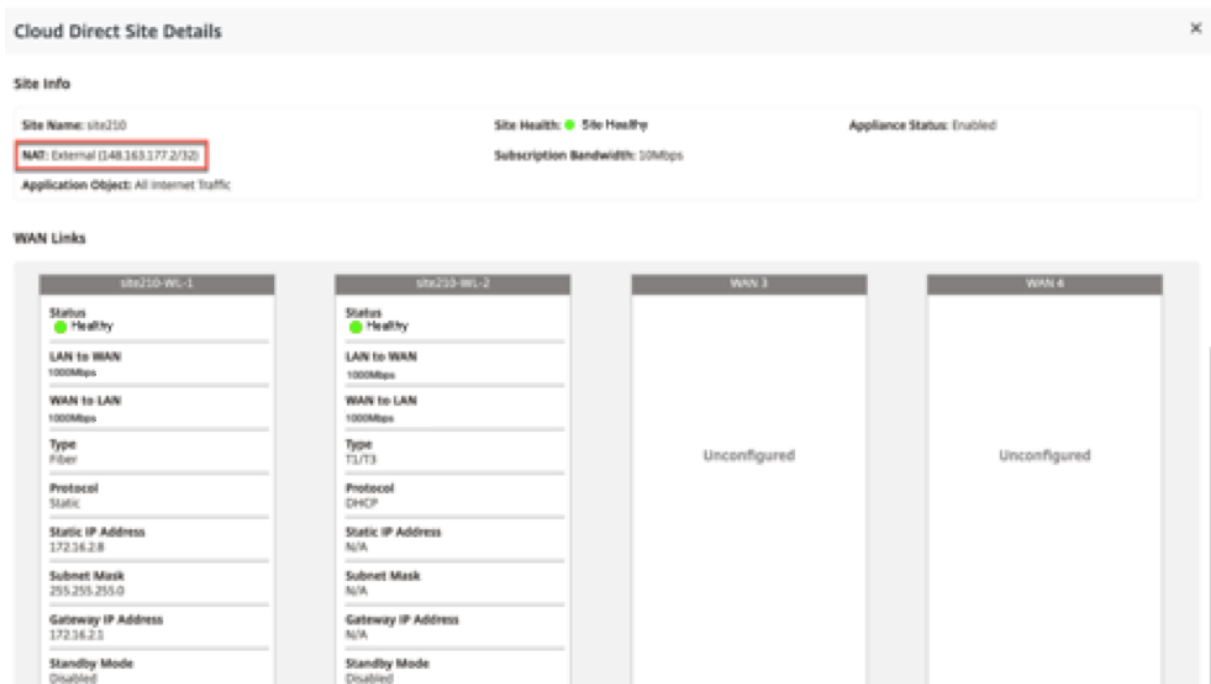 Cloud Direct Site Details
×
Site Info
Site Name: site210
Site Health: Site Healthy
Appliance Status: Enabled
NAT: External (148.163.177.2/32)
Subscription Bandwidth: 10Mbps
Application Object: All Internet Traffic
WAN Links
site210-WL-1
Status
Healthy
LAN to WAN
1000Mbps
WAN to LAN
1000Mbps
Type
Fiber
Protocol
Static
Static IP Address
172.16.2.8
Subnet Mask
255.255.255.0
Gateway IP Address
172.16.2.1
Standby Mode
Disabled
site210-WL-2
Status
Healthy
LAN to WAN
1000Mbps
WAN to LAN
1000Mbps
Type
T1/T3
Protocol
DHCP
Static IP Address
N/A
Subnet Mask
N/A
Gateway IP Address
N/A
Standby Mode
Disabled
WAN 3
Unconfigured
WAN 4
Unconfigured